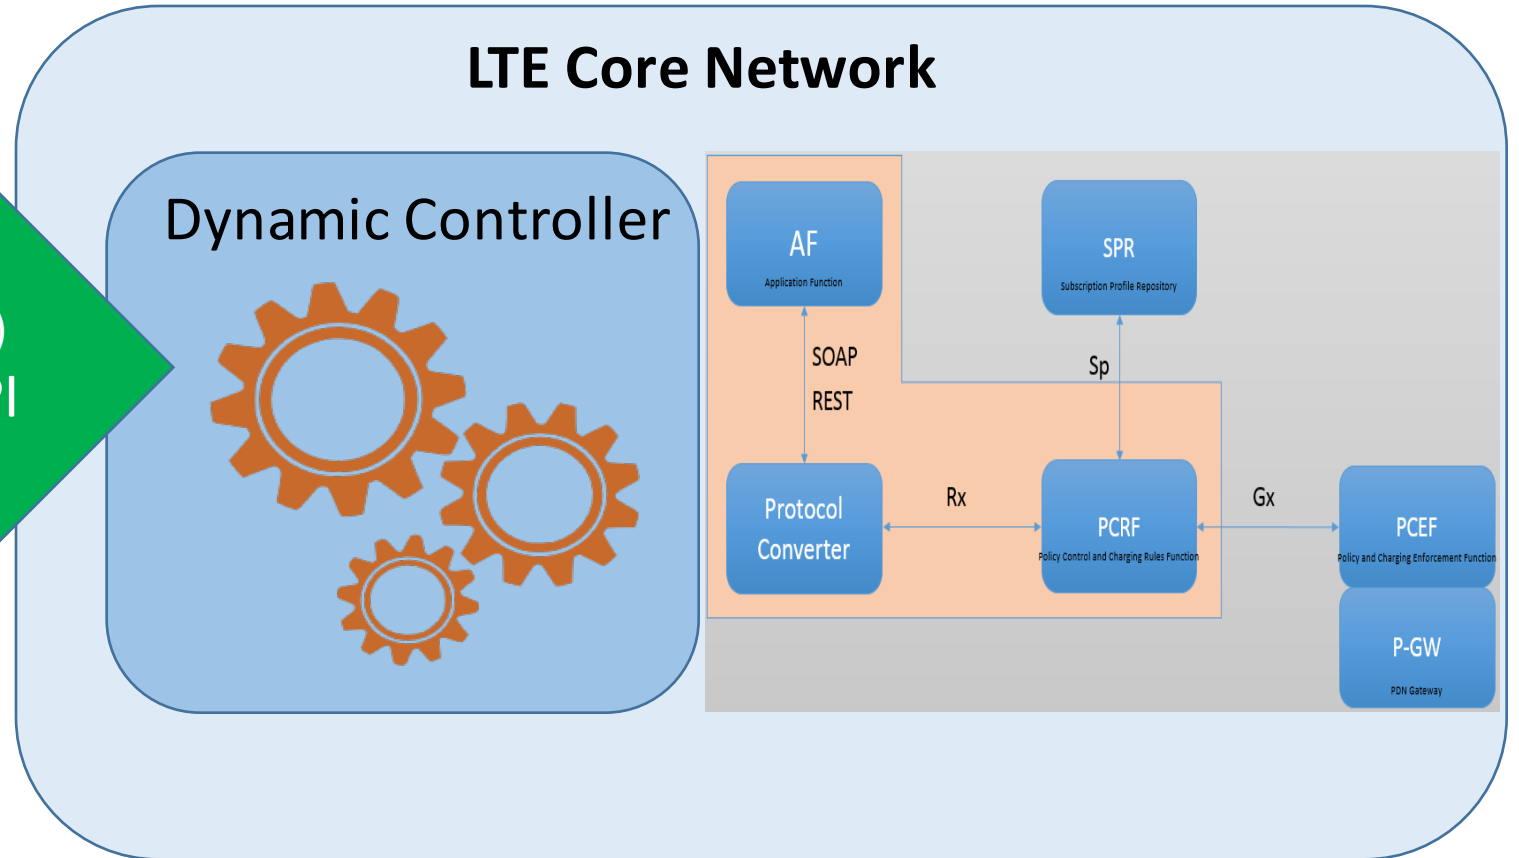 LTE Core Network
Dynamic Controller
AF
Application Function
SPR
Subscription Profile Repository
SOAP
REST
Sp
Protocol
Converter
Rx
PCRF
Policy Control and Charging Rules Function
Gx
PCEF
Policy and Charging Enforcement Function
P-GW
PDN Gateway